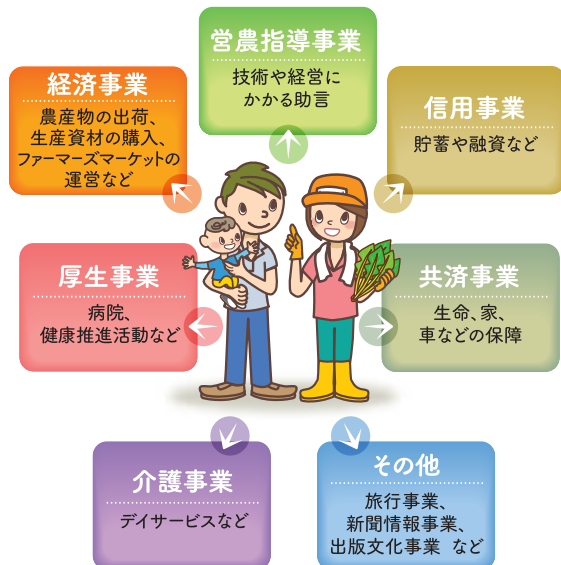 営農指導事業
技術や経営に
かかる助言
経済事業
農産物の出荷、
生産資材の購入、
ファーマーズマーケットの
運営など
信用事業
貯蓄や融資など
厚生事業
病院、
健康推進活動など
共済事業
生命、家、
車などの保障
介護事業
デイサービスなど
その他
旅行事業、
新聞情報事業、
出版文化事業 など